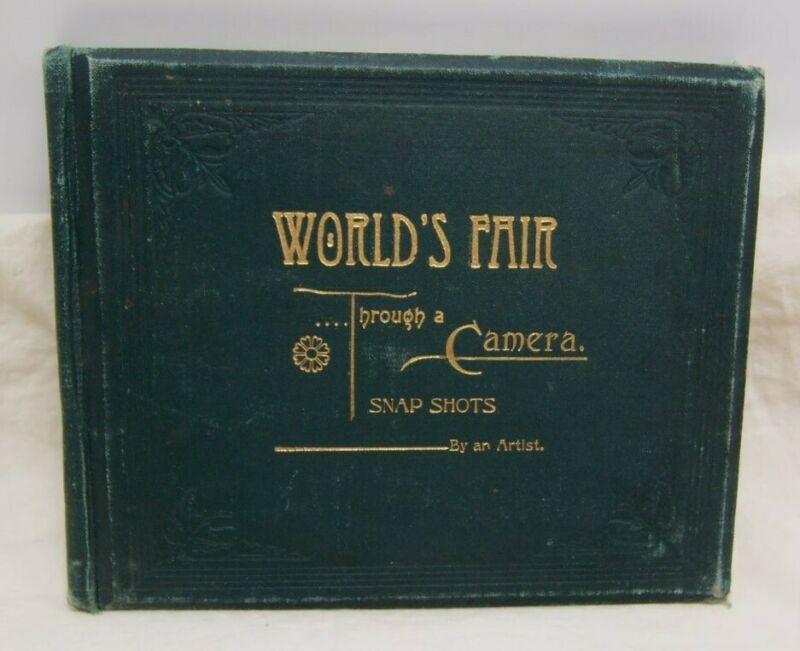 WORLD'S FAIR
....Through a
Camera.
SNAP SHOTS
By an Artist.